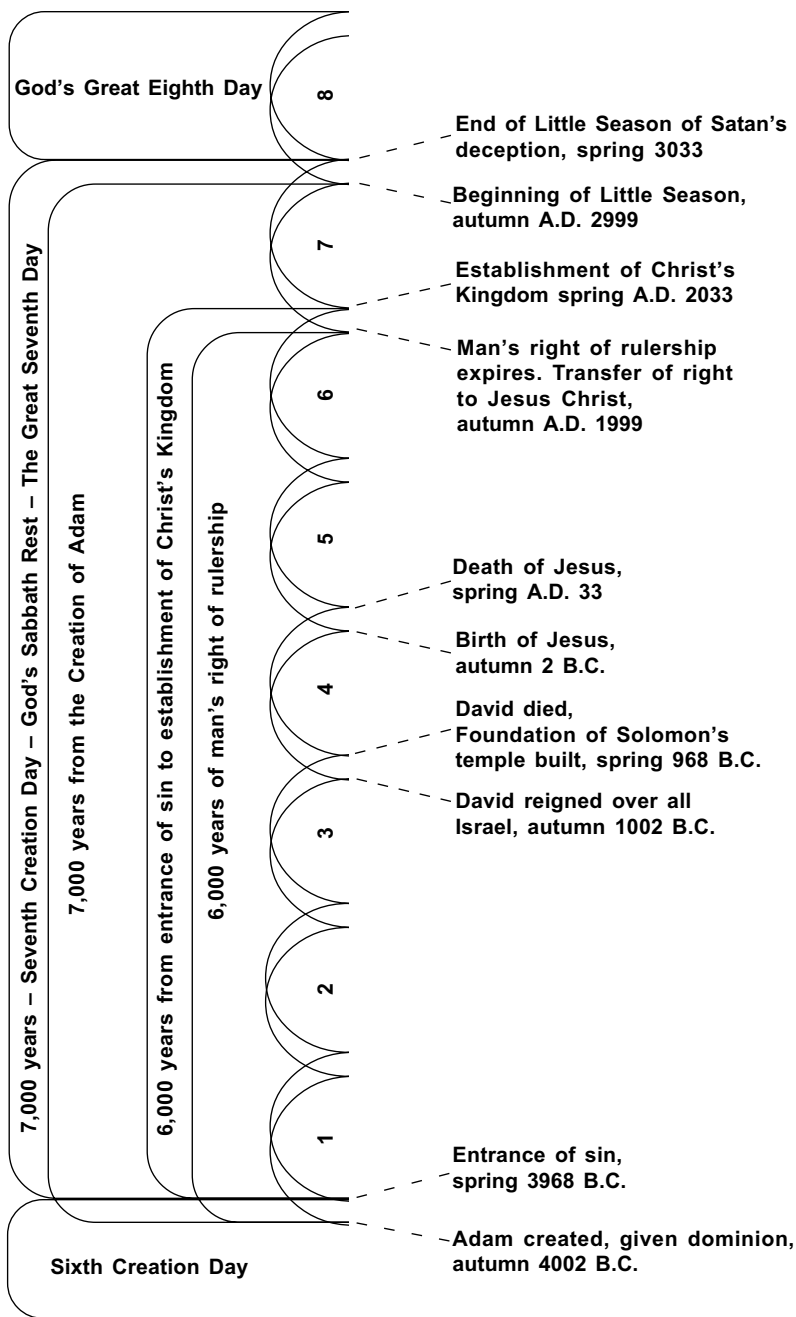 God's Great Eighth Day
8
End of Little Season of Satan's
deception, spring 3033
Beginning of Little Season,
autumn A.D. 2999
7
Establishment of Christ's
Kingdom spring A.D. 2033
Man's right of rulership
expires. Transfer of right
to Jesus Christ,
autumn A.D. 1999
6
7,000 years – Seventh Creation Day – God's Sabbath Rest – The Great Seventh Day
7,000 years from the Creation of Adam
6,000 years from entrance of sin to establishment of Christ's Kingdom
6,000 years of man's right of rulership
5
Death of Jesus,
spring A.D. 33
Birth of Jesus,
autumn 2 B.C.
4
David died,
Foundation of Solomon's
temple built, spring 968 B.C.
David reigned over all
Israel, autumn 1002 B.C.
3
2
1
Entrance of sin,
spring 3968 B.C.
Adam created, given dominion,
autumn 4002 B.C.
Sixth Creation Day